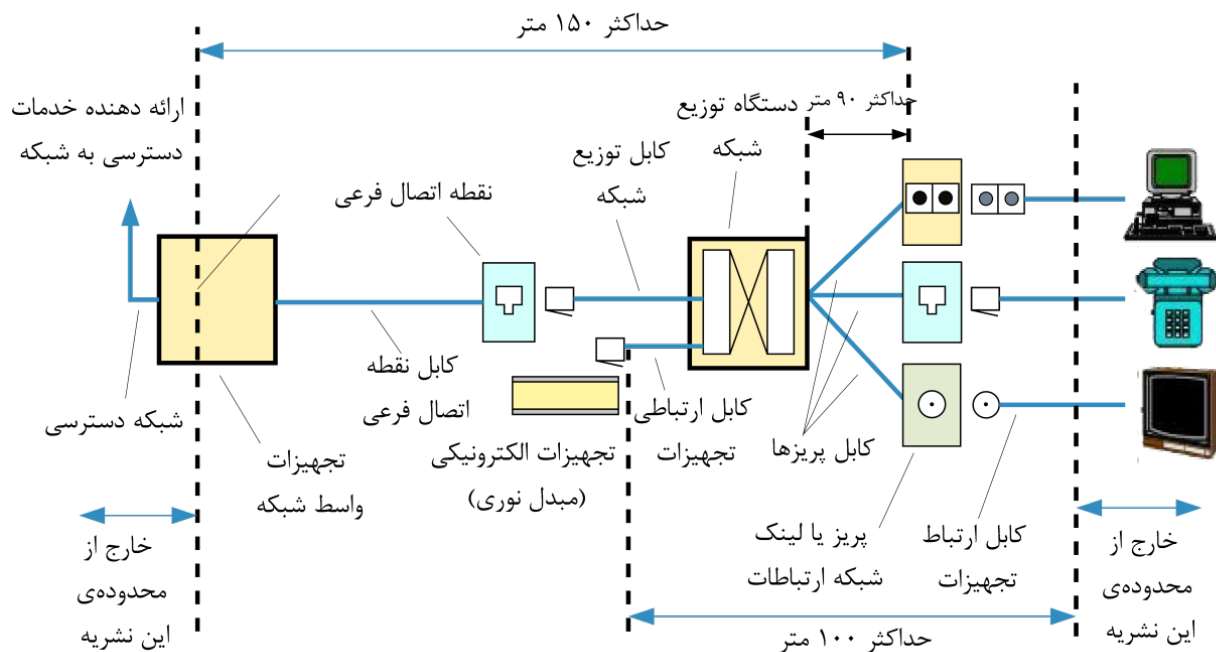 حداکثر ۱۵۰ متر
ارائه دهنده خدمات
دسترسی به شبکه
نقطه اتصال فرعی
کابل توزیع
شبکه
دستگاه توزیع
شبکه
حداکثر ۹۰ متر
شبکه دسترسی
تجهیزات
واسط شبکه
کابل نقطه
اتصال فرعی
تجهیزات الکترونیکی
(مبدل نوری)
کابل ارتباطی
تجهیزات
کابل پریزها
پریز یا لینک
شبکه ارتباطات
کابل ارتباط
تجهیزات
خارج از
محدوده‌ی
این نشریه
خارج از
محدوده‌ی
این نشریه
حداکثر ۱۰۰ متر